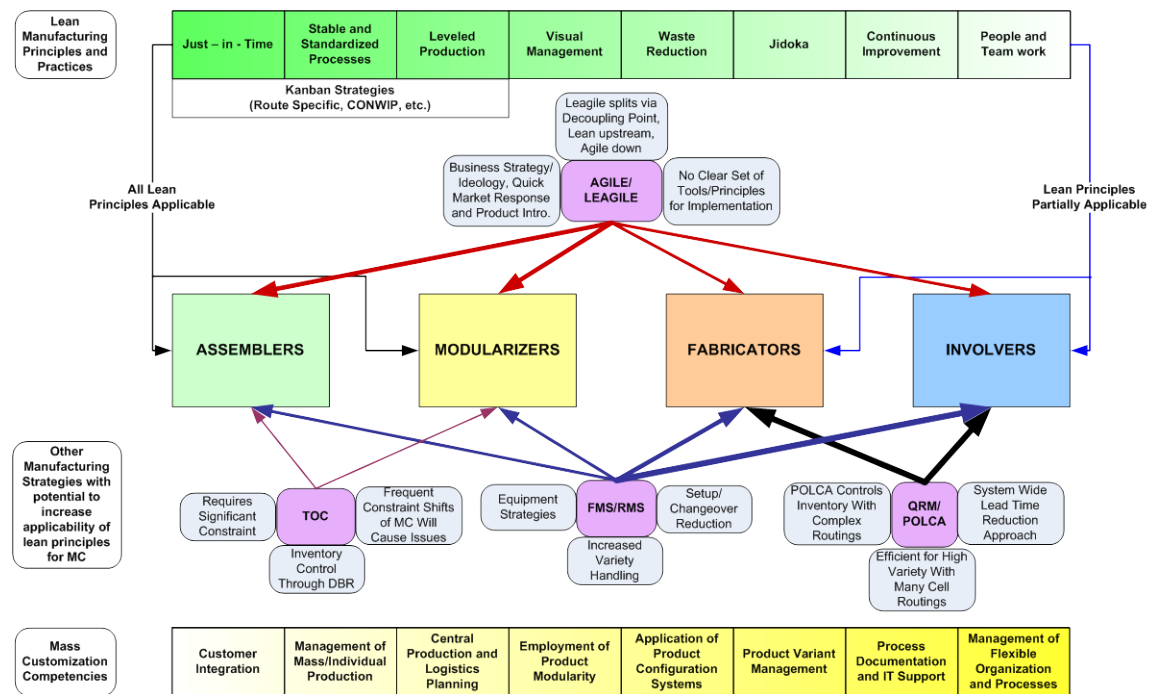 Lean
Manufacturing
Principles and
Practices
Just – in - Time
Stable and
Standardized
Processes
Leveled
Production
Visual
Management
Waste
Reduction
Jidoka
Continuous
Improvement
People and
Team work
Kanban Strategies
(Route Specific, CONWIP, etc.)
Leagile splits via
Decoupling Point,
Lean upstream,
Agile down
Business Strategy/
Ideology, Quick
Market Response
and Product Intro.
AGILE/
LEAGILE
No Clear Set of
Tools/Principles
for Implementation
All Lean
Principles Applicable
Lean Principles
Partially Applicable
ASSEMBLERS
MODULARIZERS
FABRICATORS
INVOLVERS
Other
Manufacturing
Strategies with
potential to
increase
applicability of
lean principles
for MC
Requires
Significant
Constraint
TOC
Frequent
Constraint Shifts
of MC Will
Cause Issues
Inventory
Control
Through DBR
Equipment
Strategies
FMS/RMS
Setup/
Changeover
Reduction
Increased
Variety
Handling
POLCA Controls
Inventory With
Complex
Routings
QRM/
POLCA
System Wide
Lead Time
Reduction
Approach
Efficient for High
Variety With
Many Cell
Routings
Mass
Customization
Competencies
Customer
Integration
Management of
Mass/Individual
Production
Central
Production and
Logistics
Planning
Employment of
Product
Modularity
Application of
Product
Configuration
Systems
Product Variant
Management
Process
Documentation
and IT Support
Management of
Flexible
Organization
and Processes